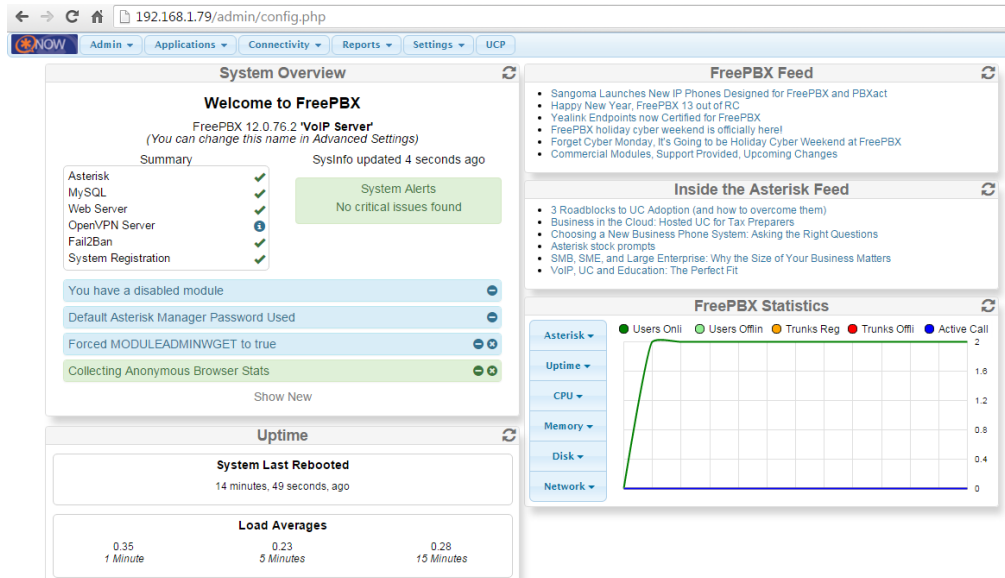 192.168.1.79/admin/config.php
NOW Admin Applications Connectivity Reports Settings UCP
System Overview
Welcome to FreePBX
FreePBX 12.0.76.2 'VoIP Server'
(You can change this name in Advanced Settings)
Summary
Asterisk
MySQL
Web Server
OpenVPN Server
Fail2Ban
System Registration
SysInfo updated 4 seconds ago
System Alerts
No critical issues found
You have a disabled module
Default Asterisk Manager Password Used
Forced MODULEADMINWGET to true
Collecting Anonymous Browser Stats
Show New
Uptime
System Last Rebooted
14 minutes, 49 seconds, ago
Load Averages
0.35 0.23 0.28
1 Minute 5 Minutes 15 Minutes
FreePBX Feed
Sangoma Launches New IP Phones Designed for FreePBX and PBXact
Happy New Year, FreePBX 13 out of RC
Yealink Endpoints now Certified for FreePBX
FreePBX holiday cyber weekend is officially here!
Forget Cyber Monday, It's Going to be Holiday Cyber Weekend at FreePBX
Commercial Modules, Support Provided, Upcoming Changes
Inside the Asterisk Feed
3 Roadblocks to UC Adoption (and how to overcome them)
Business in the Cloud: Hosted UC for Tax Preparers
Choosing a New Business Phone System: Asking the Right Questions
Asterisk stock prompts
SMB, SME, and Large Enterprise: Why the Size of Your Business Matters
VoIP, UC and Education: The Perfect Fit
FreePBX Statistics
Asterisk
Uptime
CPU
Memory
Disk
Network
Users Onli Users Offlin Trunks Reg Trunks Offli Active Call
2
1.6
1.2
0.8
0.4
0